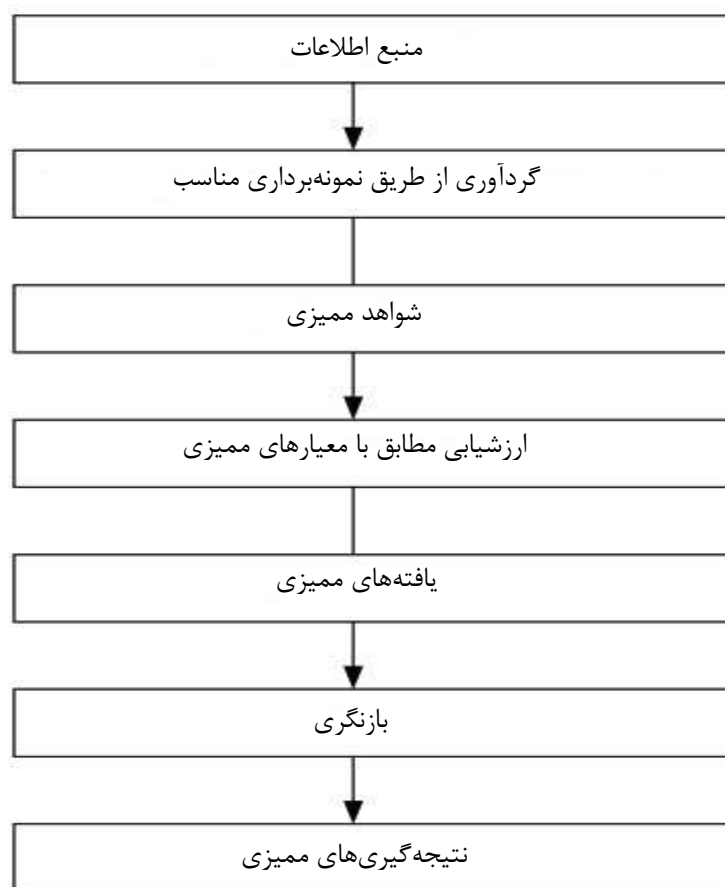 منبع اطلاعات
گردآوری از طریق نمونه‌برداری مناسب
شواهد ممیزی
ارزشیابی مطابق با معیارهای ممیزی
یافته‌های ممیزی
بازنگری
نتیجه‌گیری‌های ممیزی